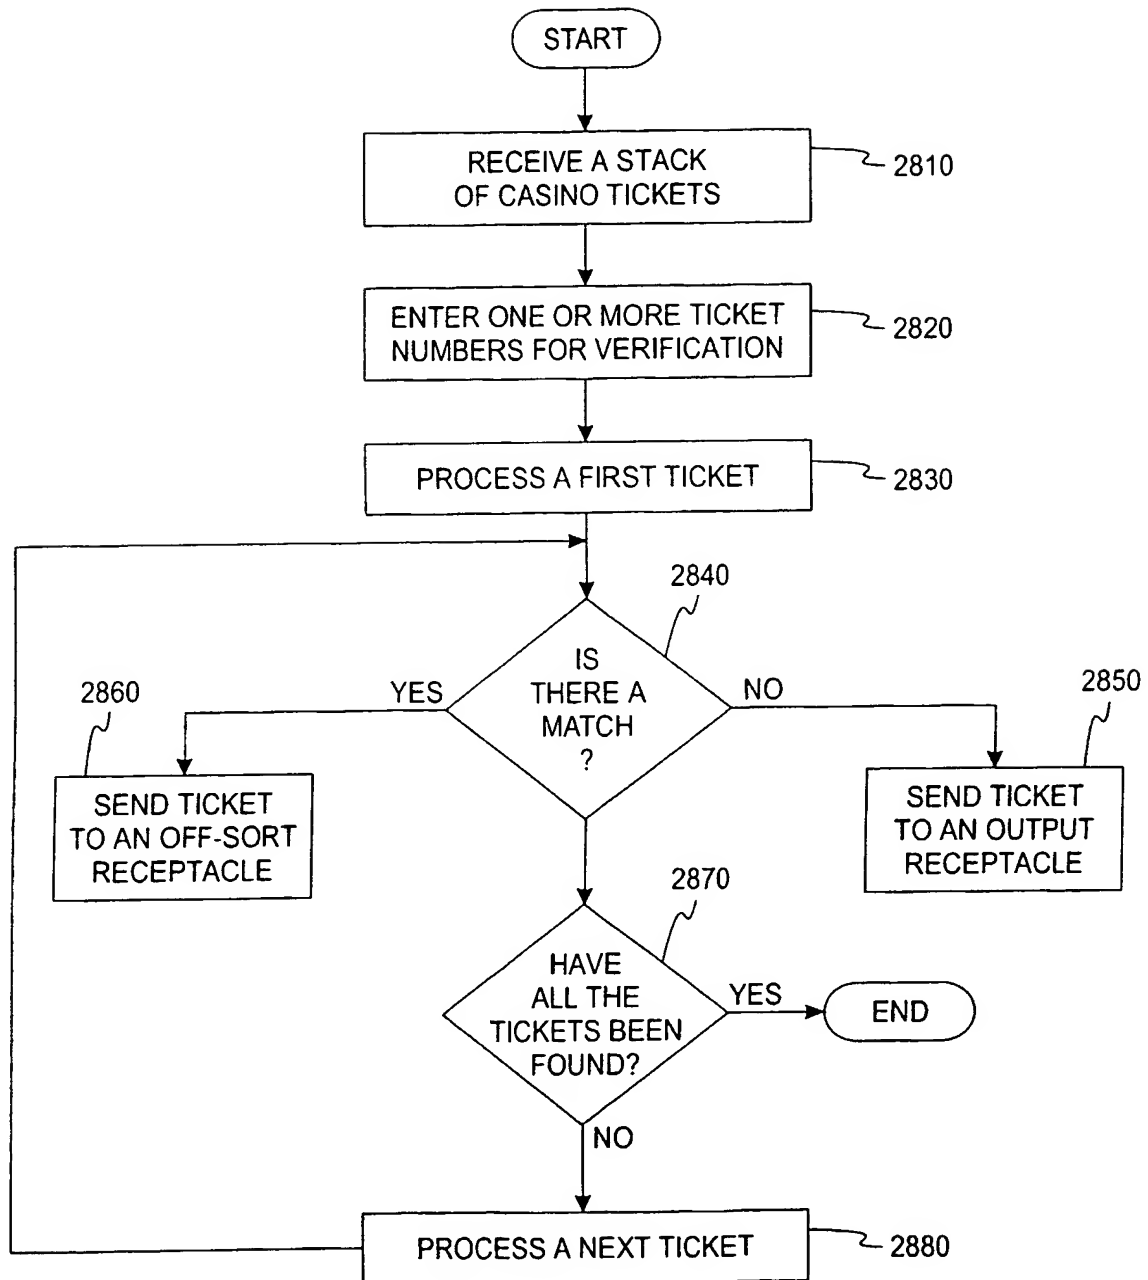 START
RECEIVE A STACK
OF CASINO TICKETS
2810
ENTER ONE OR MORE TICKET
NUMBERS FOR VERIFICATION
2820
PROCESS A FIRST TICKET
2830
2840
IS
THERE A
MATCH
?
YES
NO
2860
SEND TICKET
TO AN OFF-SORT
RECEPTACLE
2850
SEND TICKET
TO AN OUTPUT
RECEPTACLE
2870
HAVE
ALL THE
TICKETS BEEN
FOUND?
YES
END
NO
PROCESS A NEXT TICKET
2880